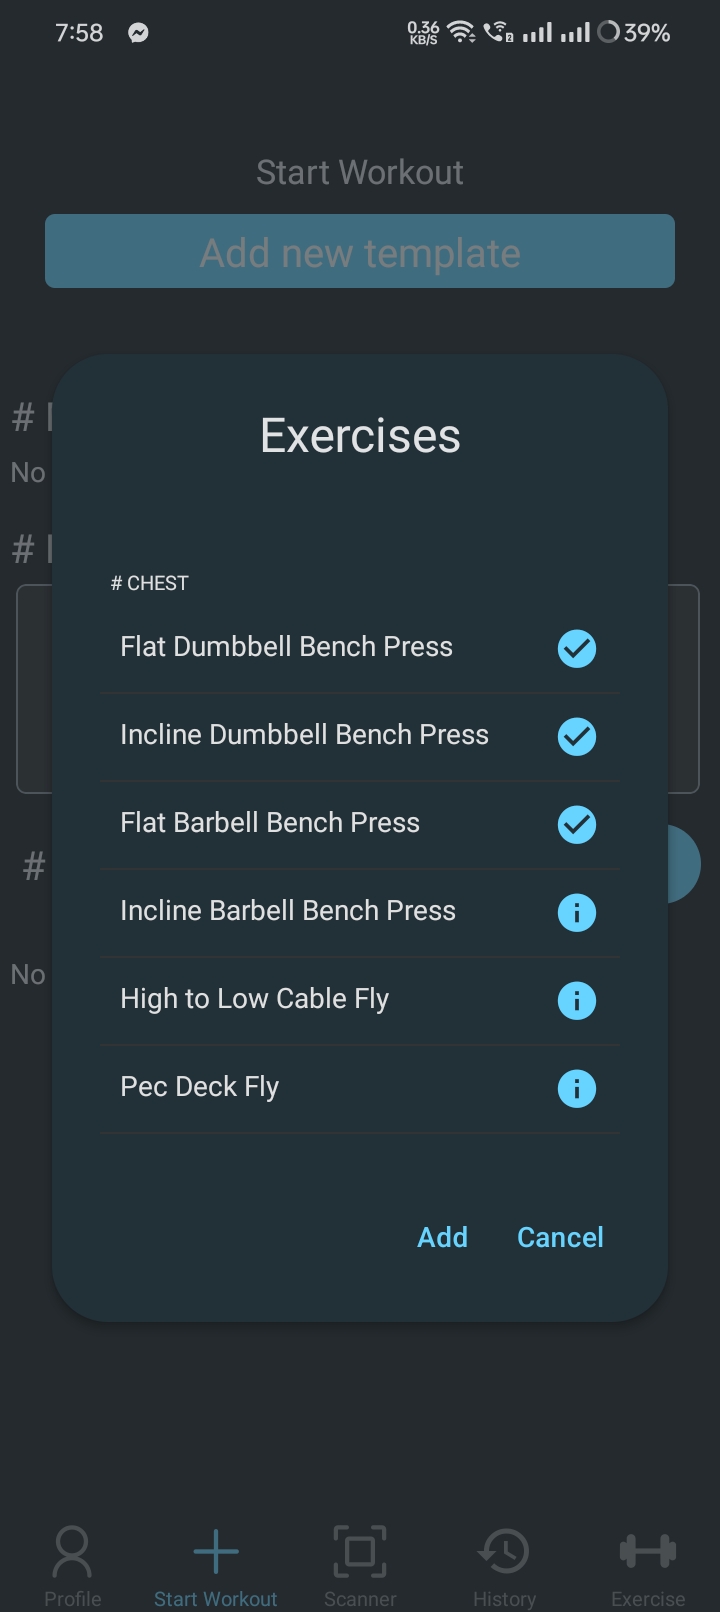 7:58
0.36
KB/S
2
39%
Start Workout
Add new template
#
No
#
Exercises
# CHEST
Flat Dumbbell Bench Press
Incline Dumbbell Bench Press
Flat Barbell Bench Press
#
Incline Barbell Bench Press
No
High to Low Cable Fly
Pec Deck Fly
Add Cancel
Profile Start Workout Scanner History Exercise